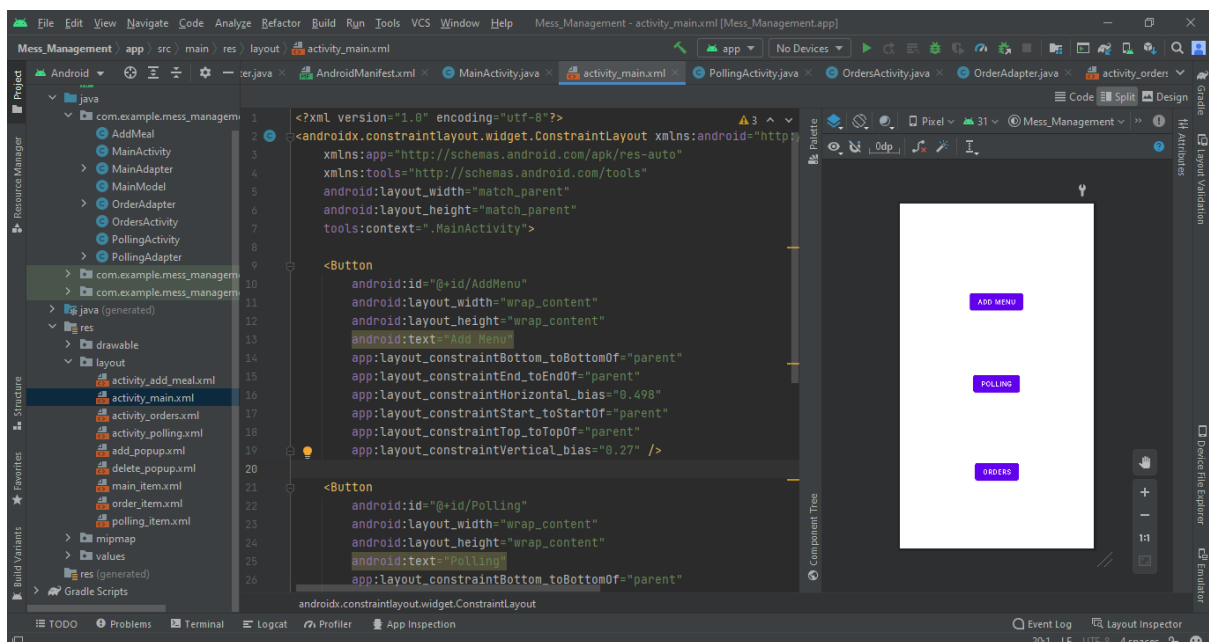 File Edit View Navigate Code Analyze Refactor Build Run Tools VCS Window Help Mess_Management - activity_main.xml [Mess_Management.app]
Mess_Management app src main res layout activity_main.xml app No Devices
Android ter.java AndroidManifest.xml MainActivity.java activity_main.xml PollingActivity.java OrdersActivity.java OrderAdapter.java activity_orders
Code Split Design
Project
Resource Manager
Structure
Favorites
Build Variants
java
com.example.mess_managem
AddMeal
MainActivity
MainAdapter
MainModel
OrderAdapter
OrdersActivity
PollingActivity
PollingAdapter
com.example.mess_managem
com.example.mess_managem
java (generated)
res
drawable
layout
activity_add_meal.xml
activity_main.xml
activity_orders.xml
activity_polling.xml
add_popup.xml
delete_popup.xml
main_item.xml
order_item.xml
polling_item.xml
mipmap
values
res (generated)
Gradle Scripts
1 <?xml version="1.0" encoding="utf-8"?>
2 <androidx.constraintlayout.widget.ConstraintLayout xmlns:android="http:
3 xmlns:app="http://schemas.android.com/apk/res-auto"
4 xmlns:tools="http://schemas.android.com/tools"
5 android:layout_width="match_parent"
6 android:layout_height="match_parent"
7 tools:context=".MainActivity">
8
9 <Button
10 android:id="@+id/AddMenu"
11 android:layout_width="wrap_content"
12 android:layout_height="wrap_content"
13 android:text="Add Menu"
14 app:layout_constraintBottom_toBottomOf="parent"
15 app:layout_constraintEnd_toEndOf="parent"
16 app:layout_constraintHorizontal_bias="0.498"
17 app:layout_constraintStart_toStartOf="parent"
18 app:layout_constraintTop_toTopOf="parent"
19 app:layout_constraintVertical_bias="0.27" />
20
21 <Button
22 android:id="@+id/Polling"
23 android:layout_width="wrap_content"
24 android:layout_height="wrap_content"
25 android:text="Polling"
26 app:layout_constraintBottom_toBottomOf="parent"
3
androidx.constraintlayout.widget.ConstraintLayout
Palette
Component Tree
Pixel 31 Mess_Management
0dp
ADD MENU
POLLING
ORDERS
1:1
Attributes
Gradle
Layout Validation
Device File Explorer
Emulator
TODO Problems Terminal Logcat Profiler App Inspection Event Log Layout Inspector
20:1 LF UTF-8 4 spaces